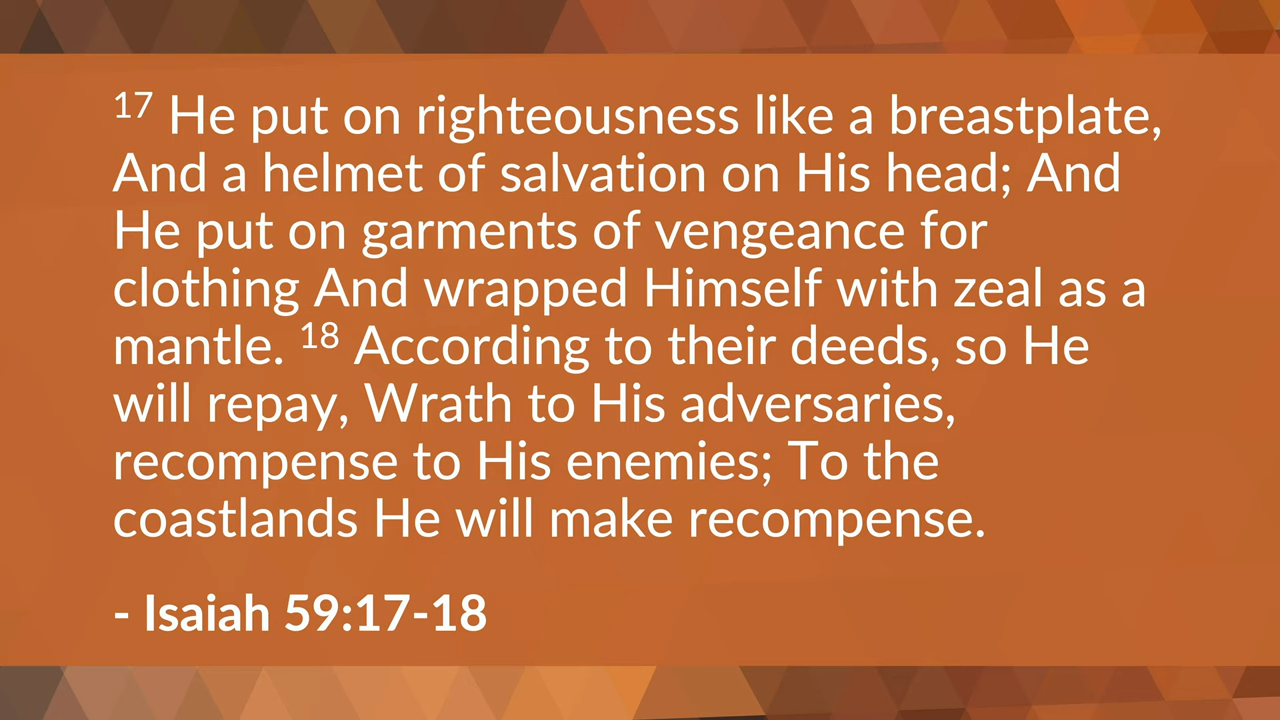 17 He put on righteousness like a breastplate,
And a helmet of salvation on His head; And
He put on garments of vengeance for
clothing And wrapped Himself with zeal as a
mantle. 18 According to their deeds, so He
will repay, Wrath to His adversaries,
recompense to His enemies; To the
coastlands He will make recompense.
- Isaiah 59:17-18